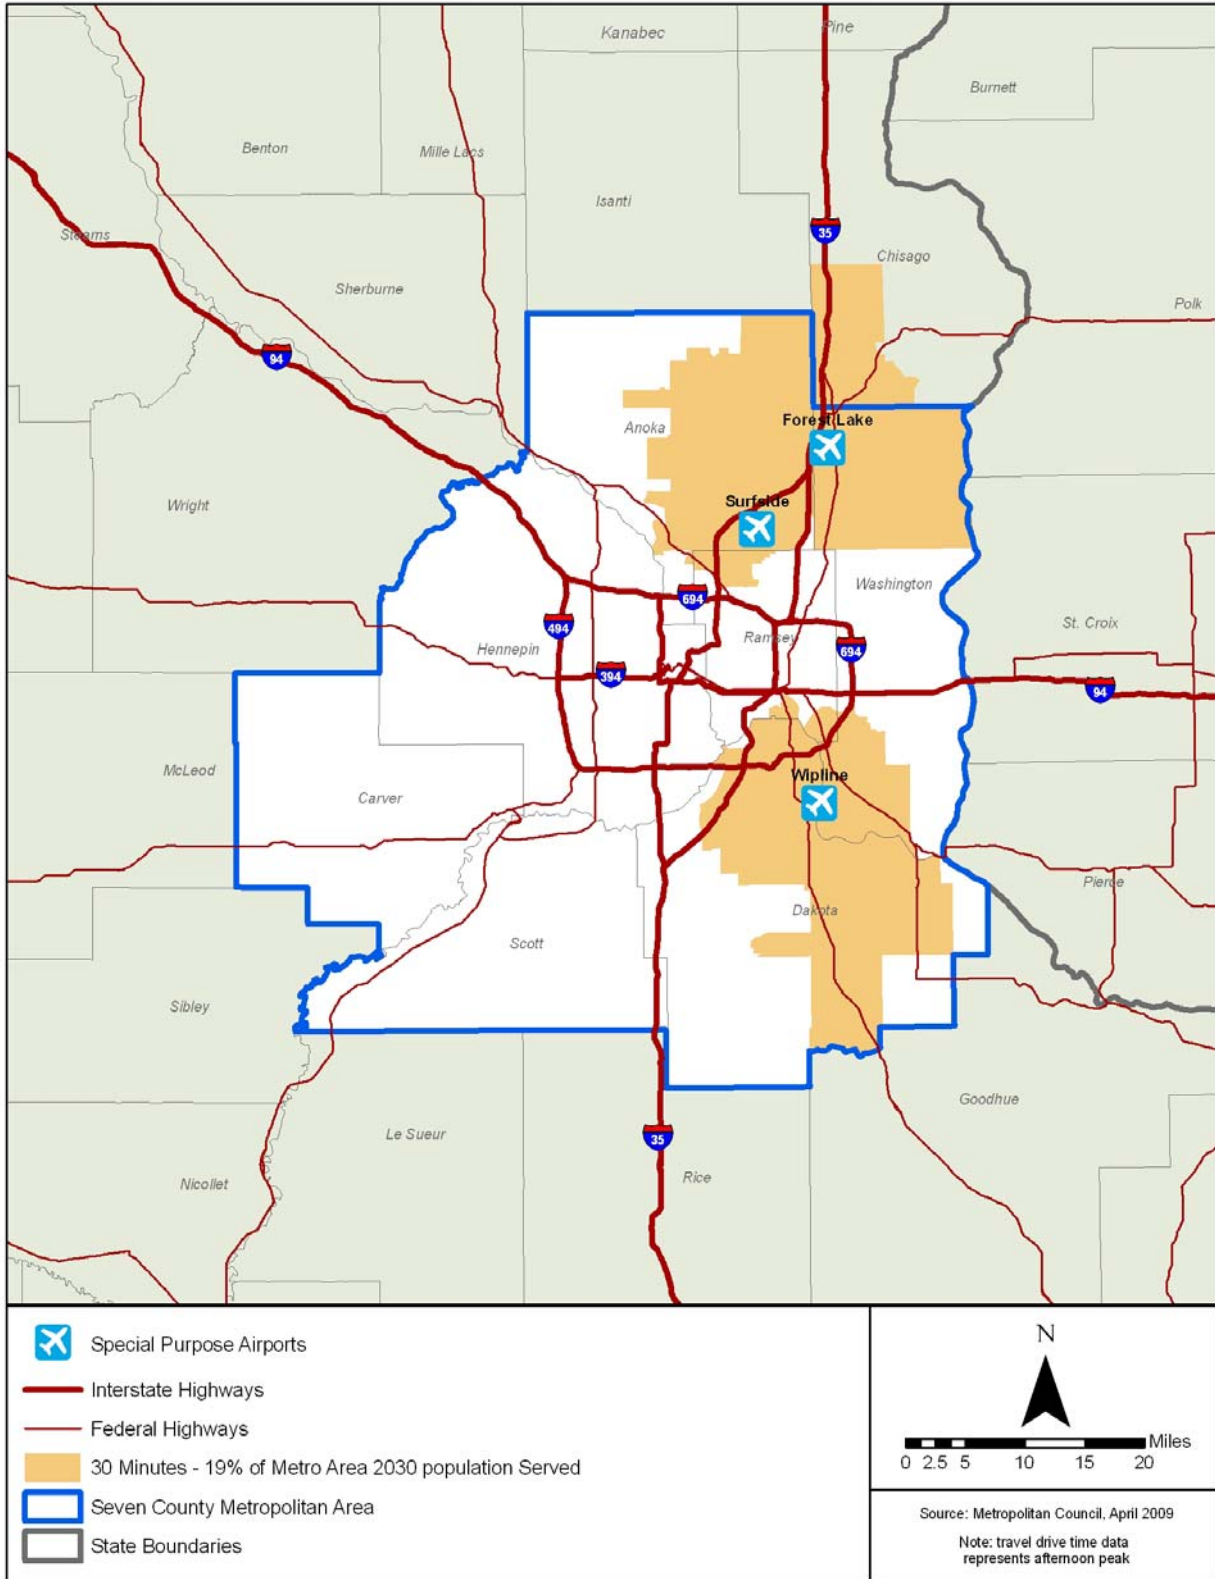 Kanabec
Pine
Burnett
Benton
Mille Lacs
Isanti
35
Stearns
Chisago
Sherburne
Polk
94
Forest Lake
Anoka
Wright
Surfside
Washington
694
494
St. Croix
Ramsey
Hennepin
694
394
94
McLeod
Wipline
Carver
Pierce
Dakota
Scott
Sibley
Goodhue
Le Sueur
35
Rice
Nicollet
Special Purpose Airports
Interstate Highways
Federal Highways
30 Minutes - 19% of Metro Area 2030 population Served
Seven County Metropolitan Area
State Boundaries
N
Miles
0 2.5 5 10 15 20
Source: Metropolitan Council, April 2009
Note: travel drive time data
represents afternoon peak